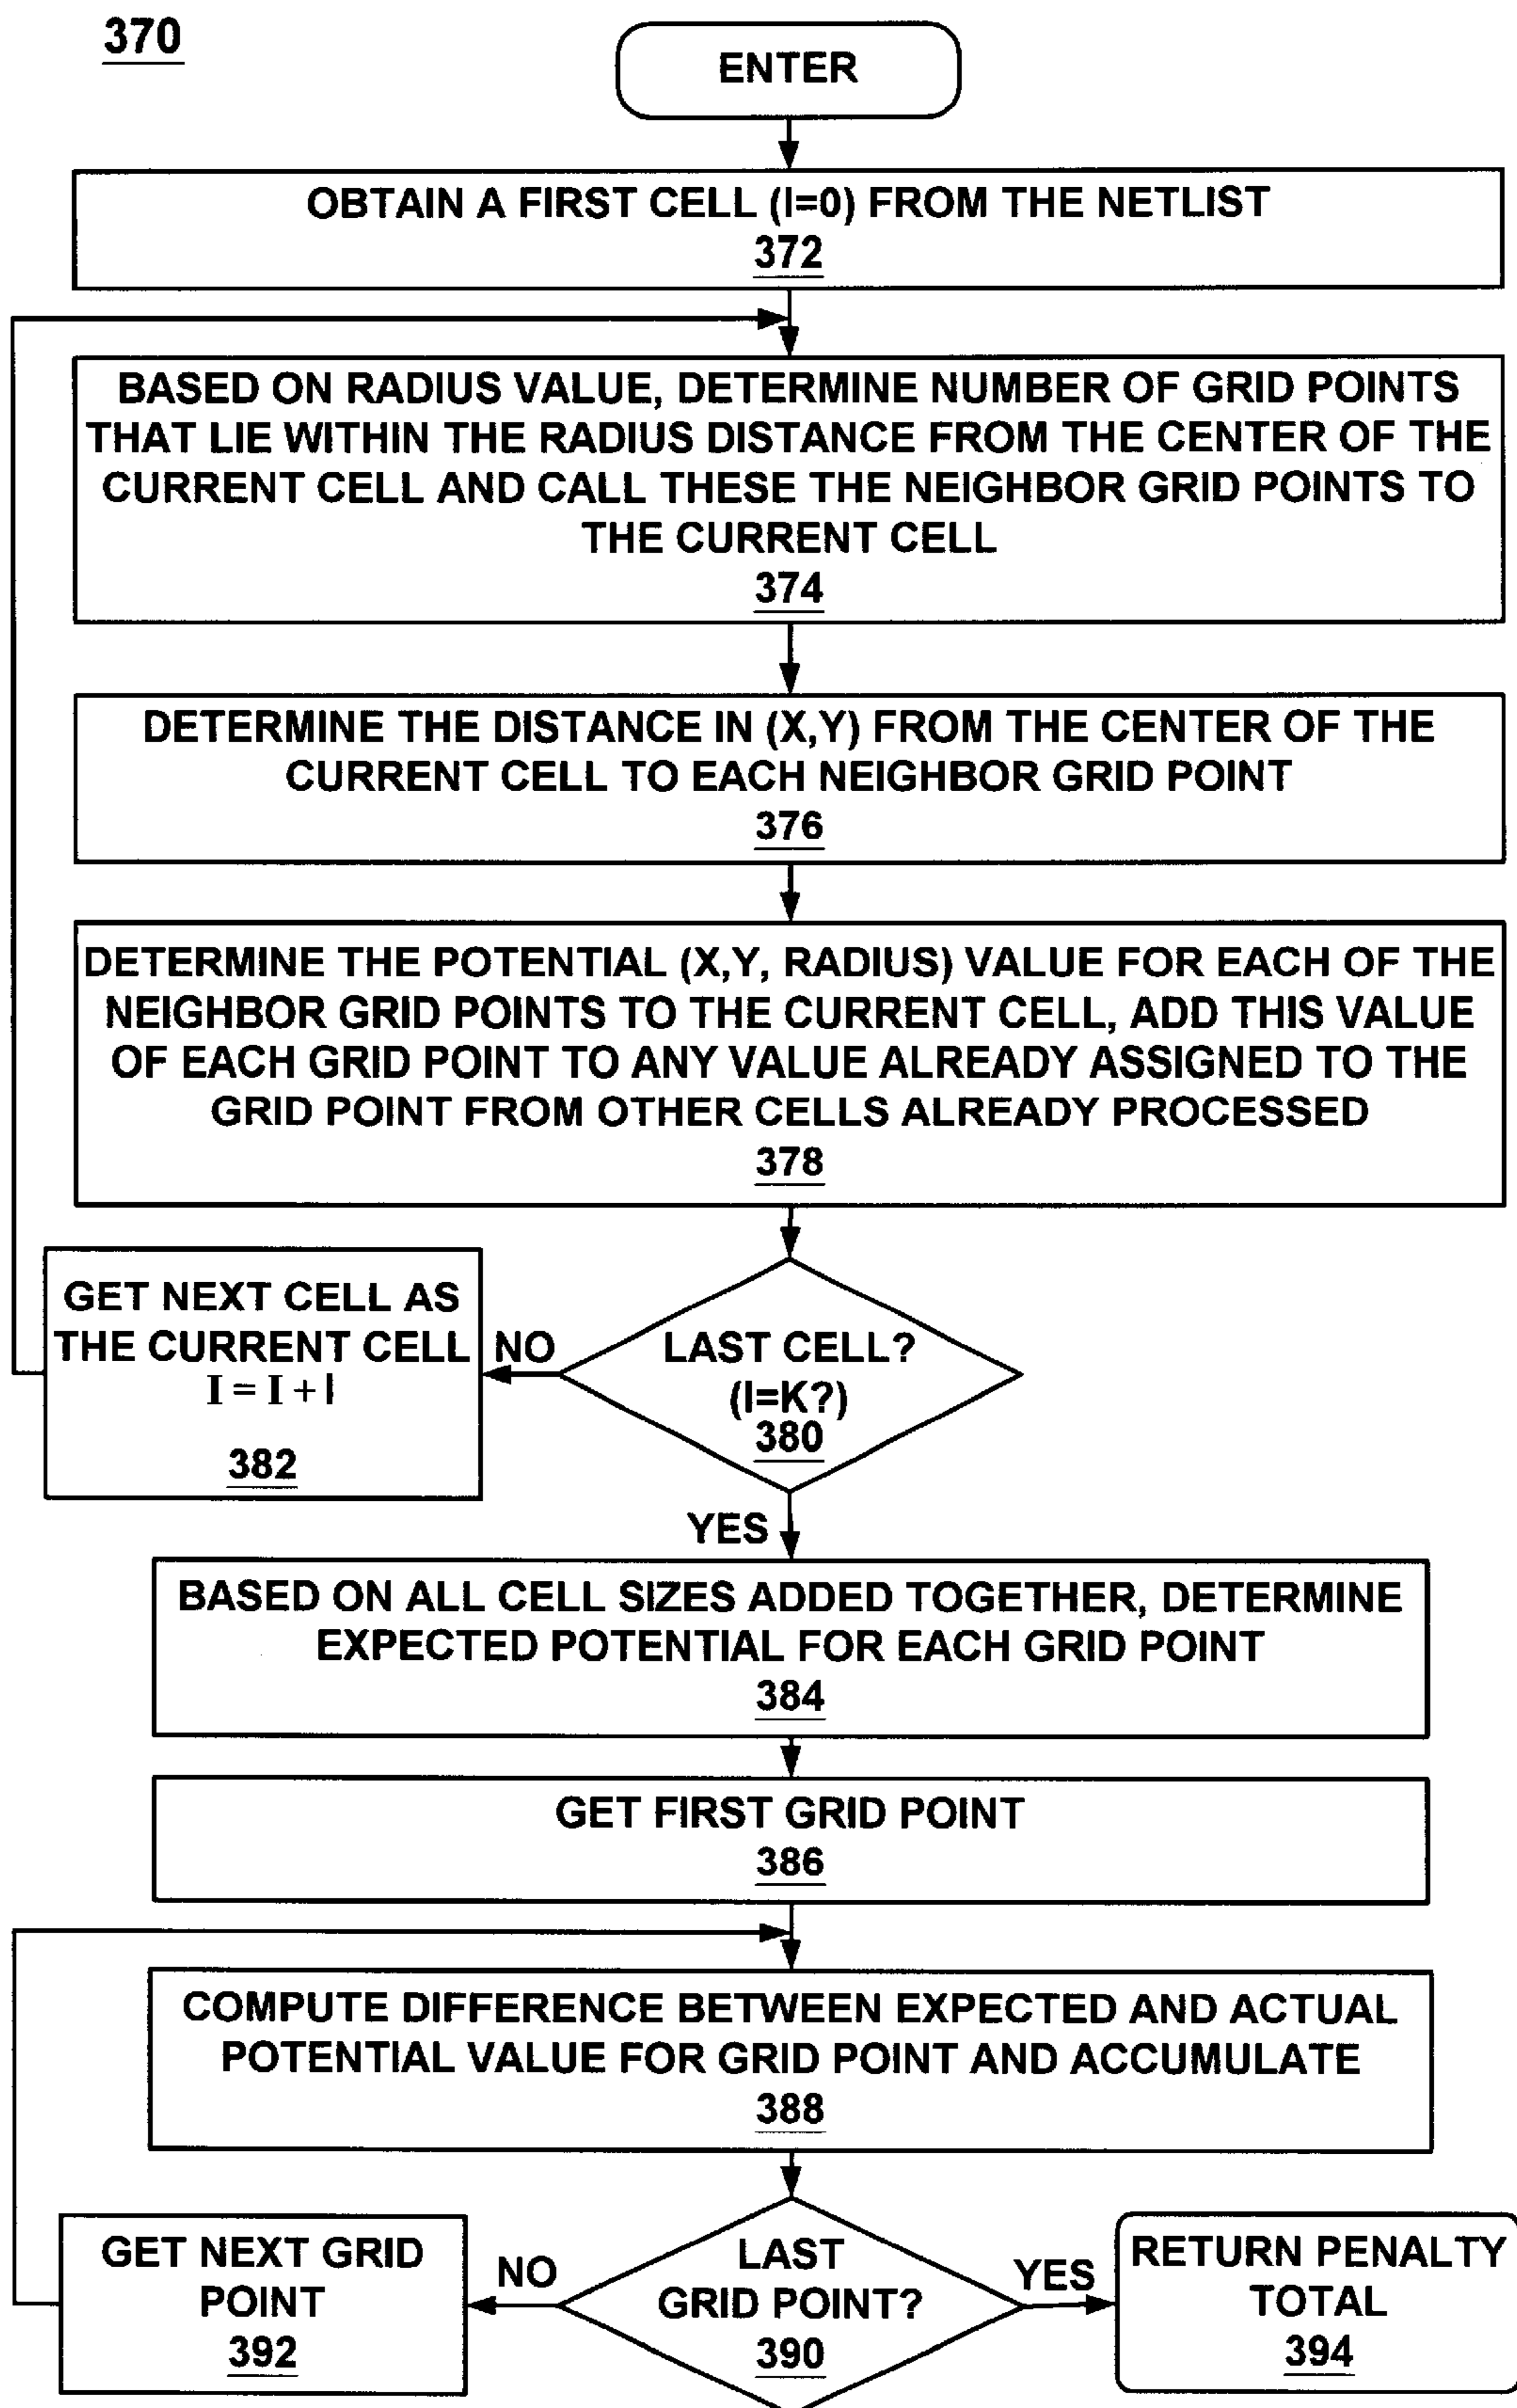 370
ENTER
OBTAIN A FIRST CELL (I=0) FROM THE NETLIST
372
BASED ON RADIUS VALUE, DETERMINE NUMBER OF GRID POINTS
THAT LIE WITHIN THE RADIUS DISTANCE FROM THE CENTER OF THE
CURRENT CELL AND CALL THESE THE NEIGHBOR GRID POINTS TO
THE CURRENT CELL
374
DETERMINE THE DISTANCE IN (X,Y) FROM THE CENTER OF THE
CURRENT CELL TO EACH NEIGHBOR GRID POINT
376
DETERMINE THE POTENTIAL (X,Y, RADIUS) VALUE FOR EACH OF THE
NEIGHBOR GRID POINTS TO THE CURRENT CELL, ADD THIS VALUE
OF EACH GRID POINT TO ANY VALUE ALREADY ASSIGNED TO THE
GRID POINT FROM OTHER CELLS ALREADY PROCESSED
378
GET NEXT CELL AS
THE CURRENT CELL
I = I + I
382
NO
LAST CELL?
(I=K?)
380
YES
BASED ON ALL CELL SIZES ADDED TOGETHER, DETERMINE
EXPECTED POTENTIAL FOR EACH GRID POINT
384
GET FIRST GRID POINT
386
COMPUTE DIFFERENCE BETWEEN EXPECTED AND ACTUAL
POTENTIAL VALUE FOR GRID POINT AND ACCUMULATE
388
GET NEXT GRID
POINT
392
NO
LAST
GRID POINT?
390
YES
RETURN PENALTY
TOTAL
394